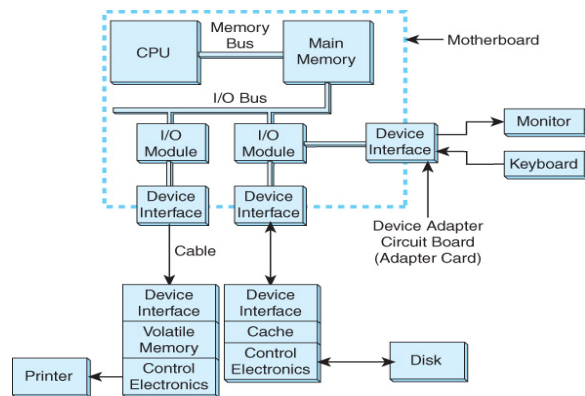 CPU
Memory
Bus
Main
Memory
Motherboard
I/O Bus
I/O
Module
I/O
Module
Device
Interface
Monitor
Keyboard
Device
Interface
Device
Interface
Device Adapter
Circuit Board
(Adapter Card)
Cable
Device
Interface
Volatile
Memory
Control
Electronics
Device
Interface
Cache
Control
Electronics
Printer
Disk